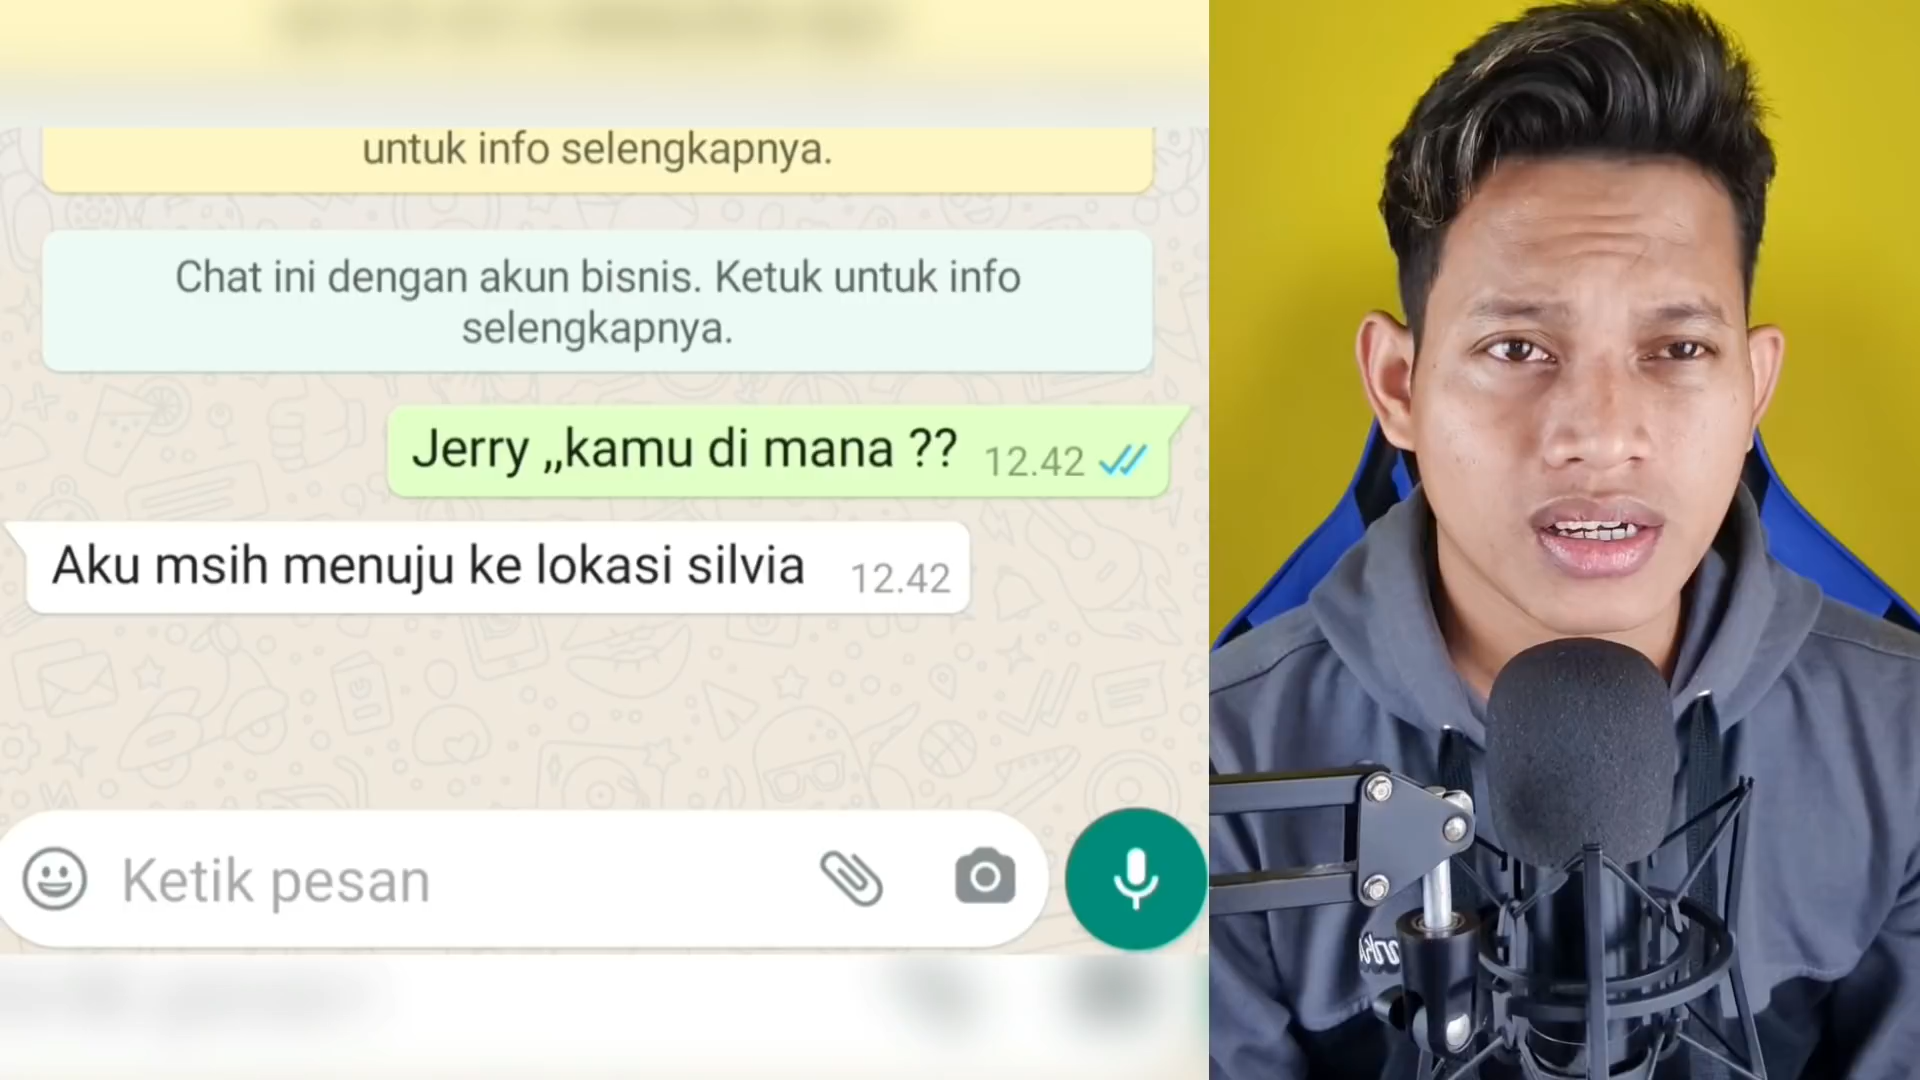 untuk info selengkapnya.
Chat ini dengan akun bisnis. Ketuk untuk info
selengkapnya.
Jerry ,,kamu di mana ?? 12.42
Aku msih menuju ke lokasi silvia 12.42
Ketik pesan